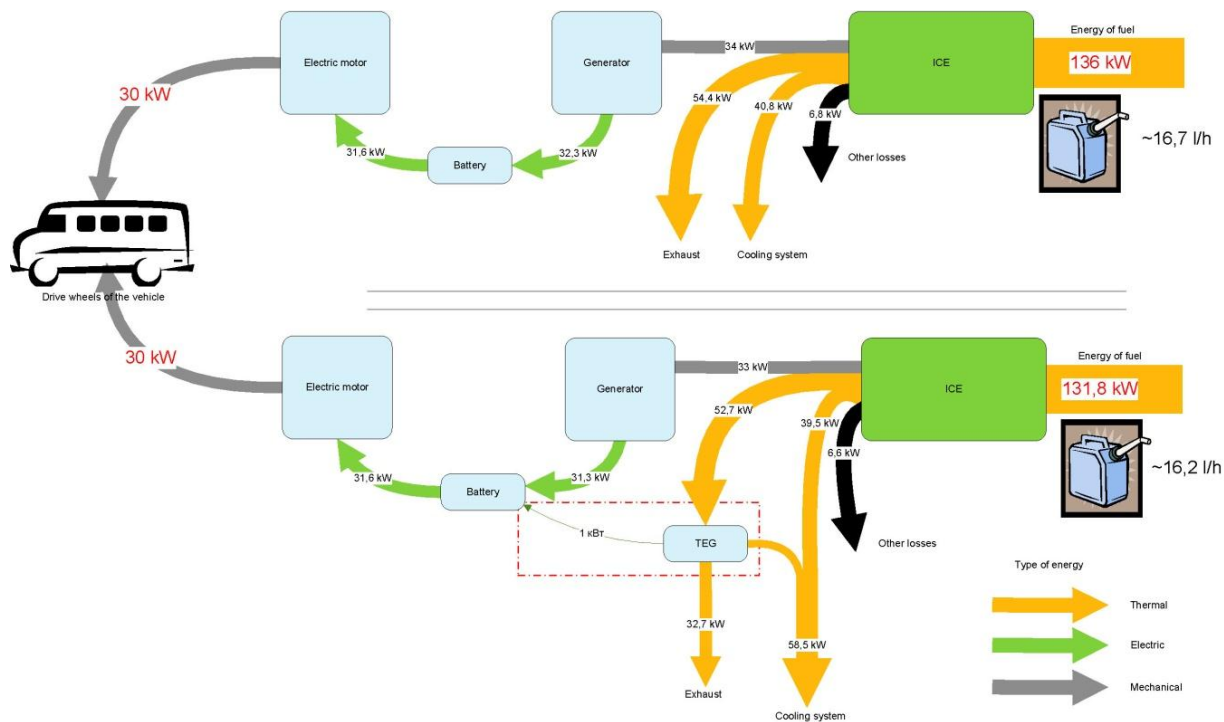 Energy of fuel
Electric motor
Generator
34 kW
ICE
136 kW
30 kW
54,4 kW
40,8 kW
6,8 kW
~16,7 l/h
31,6 kW
Battery
32,3 kW
Other losses
Exhaust
Cooling system
Drive wheels of the vehicle
30 kW
Electric motor
Generator
33 kW
ICE
Energy of fuel
131,8 kW
52,7 kW
39,5 kW
6,6 kW
~16,2 l/h
31,6 kW
Battery
31,3 kW
1 кВт
TEG
Other losses
Type of energy
Thermal
32,7 kW
58,5 kW
Electric
Exhaust
Mechanical
Cooling system